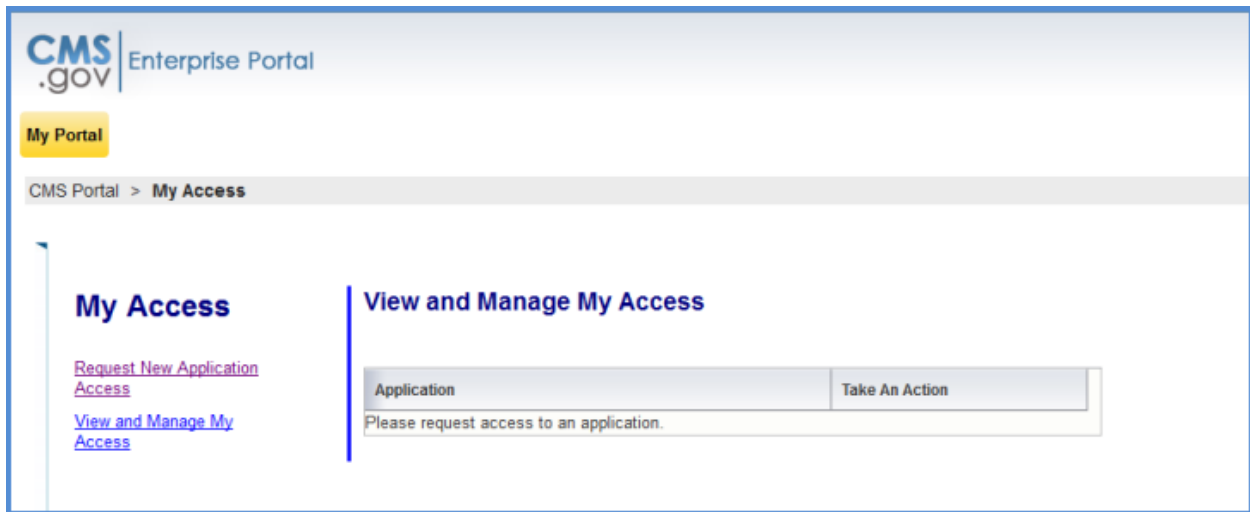 CMS
.gov
Enterprise Portal
My Portal
CMS Portal > My Access
My Access
Request New Application
Access
View and Manage My
Access
View and Manage My Access
Application Take An Action
Please request access to an application.